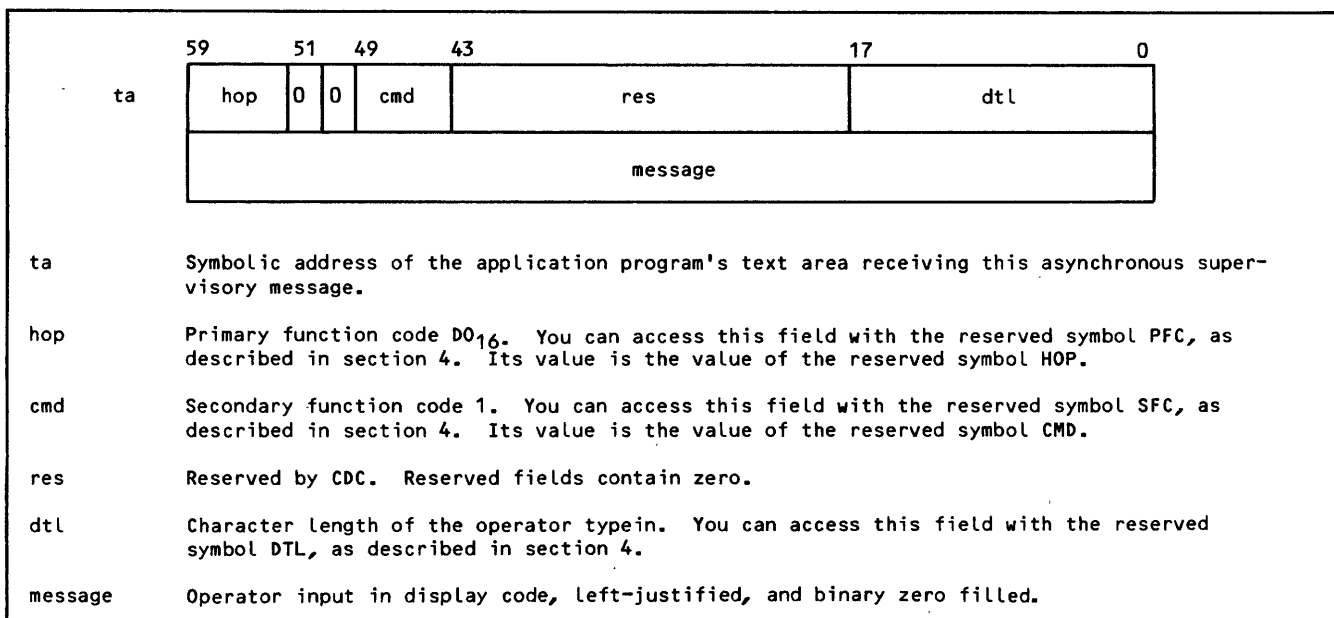 59 51 49 43 17 0
ta hop 0 0 cmd res dtl
message
ta Symbolic address of the application program's text area receiving this asynchronous super-
visory message.
hop Primary function code D0₁₆. You can access this field with the reserved symbol PFC, as
described in section 4. Its value is the value of the reserved symbol HOP.
cmd Secondary function code 1. You can access this field with the reserved symbol SFC, as
described in section 4. Its value is the value of the reserved symbol CMD.
res Reserved by CDC. Reserved fields contain zero.
dtl Character length of the operator typein. You can access this field with the reserved
symbol DTL, as described in section 4.
message Operator input in display code, left-justified, and binary zero filled.